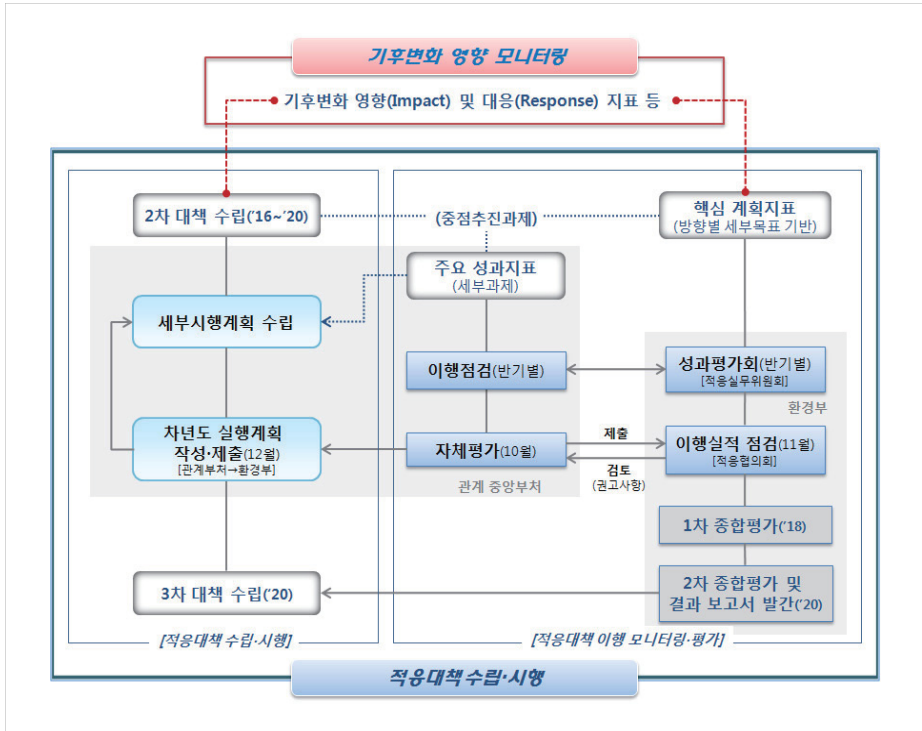 기후변화 영향 모니터링
기후변화 영향(Impact) 및 대응(Response) 지표 등
2차 대책 수립('16~'20)
(중점추진과제)
핵심 계획지표
(방향별 세부목표 기반)
주요 성과지표
(세부과제)
세부시행계획 수립
이행점검(반기별)
성과평가회(반기별)
[적응실무위원회]
환경부
차년도 실행계획
작성·제출(12월)
[관계부처→환경부]
자체평가(10월)
제출
검토
(권고사항)
이행실적 점검(11월)
[적응협의회]
관계 중앙부처
1차 종합평가('18)
3차 대책 수립('20)
2차 종합평가 및
결과 보고서 발간('20)
[적응대책 수립·시행]
[적응대책 이행 모니터링·평가]
적응대책 수립·시행